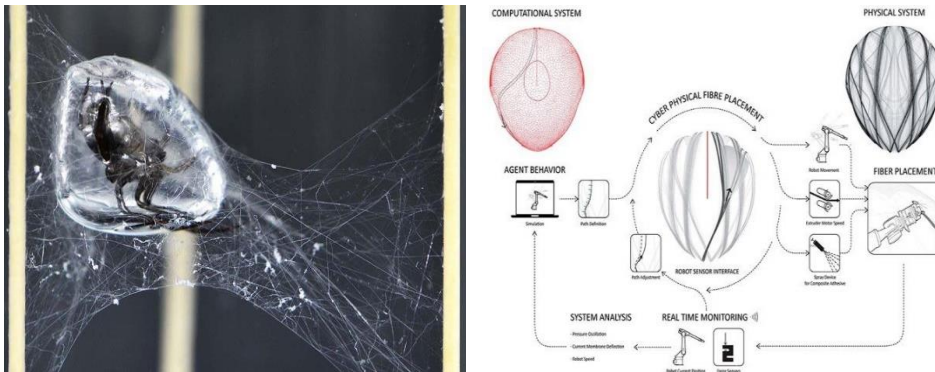 COMPUTATIONAL SYSTEM
PHYSICAL SYSTEM
CYBER PHYSICAL FIBRE PLACEMENT
AGENT BEHAVIOR
Simulation
Path Definition
Robot Movement
FIBER PLACEMENT
Extruder Motor Speed
Path Adjustment
ROBOT SENSOR INTERFACE
Spray Device
for Composite Adhesive
SYSTEM ANALYSIS
- Pressure Oscillation
- Current Membrane Deflection
- Robot Speed
REAL TIME MONITORING
Robot Current Position